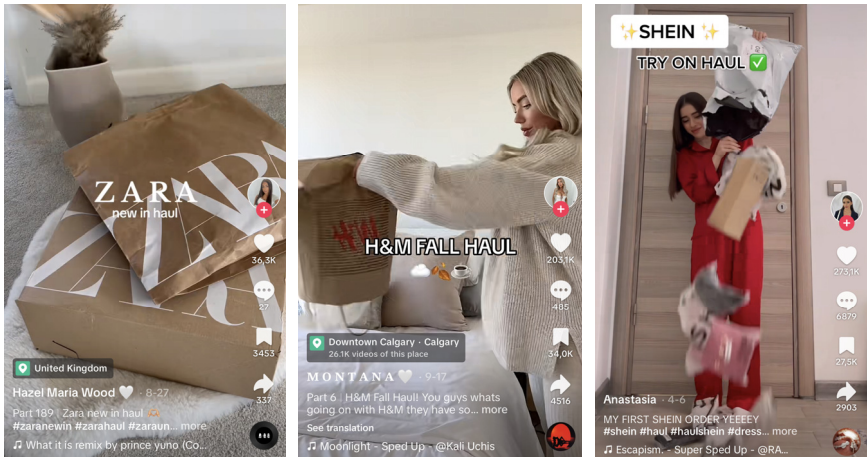 ZARA
new in haul
36,3K
27
3453
337
United Kingdom
Hazel Maria Wood 🤍 · 8-27
Part 189 | Zara new in haul
#zaranewin #zarahaul #zaraun... more
♫ What it is remix by prince yuno (Co...
H&M
H&M FALL HAUL
☁️🍂☕
203,1K
485
34,0K
4516
Downtown Calgary · Calgary
26.1K videos of this place
MONTANA🤍 · 9-17
Part 6 | H&M Fall Haul! You guys whats
going on with H&M they have so... more
See translation
♫ Moonlight - Sped Up - @Kali Uchis
✨SHEIN ✨
TRY ON HAUL ✅
273,1K
6879
27,5K
2903
Anastasia · 4-6
MY FIRST SHEIN ORDER YEEEEY
#shein #haul #haulshein #dress... more
♫ Escapism. - Super Sped Up - @RA...